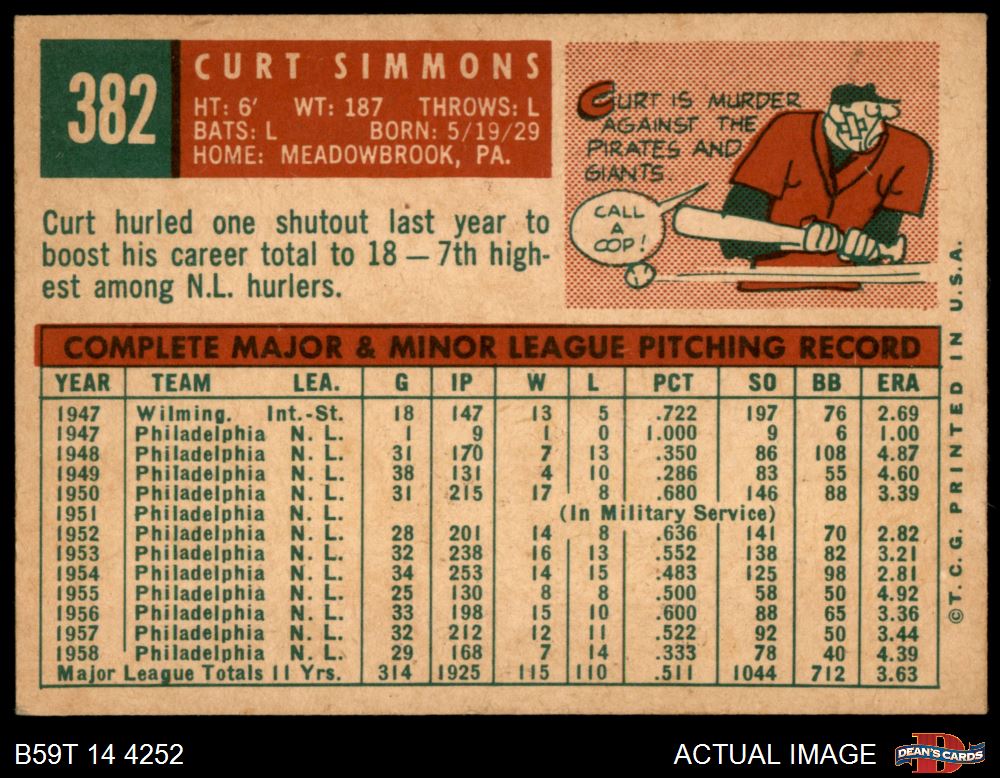 382
CURT SIMMONS
HT: 6' WT: 187 THROWS: L
BATS: L BORN: 5/19/29
HOME: MEADOWBROOK, PA.
Curt hurled one shutout last year to
boost his career total to 18 — 7th high-
est among N.L. hurlers.
CURT IS MURDER
AGAINST THE
PIRATES AND
GIANTS
CALL
A
COP!
COMPLETE MAJOR & MINOR LEAGUE PITCHING RECORD
YEAR TEAM LEA. G IP W L PCT SO BB ERA
1947 Wilming. Int.-St. 18 147 13 5 .722 197 76 2.69
1947 Philadelphia N. L. 1 9 1 0 1.000 9 6 1.00
1948 Philadelphia N. L. 31 170 7 13 .350 86 108 4.87
1949 Philadelphia N. L. 38 131 4 10 .286 83 55 4.60
1950 Philadelphia N. L. 31 215 17 8 .680 146 88 3.39
1951 Philadelphia N. L. (In Military Service)
1952 Philadelphia N. L. 28 201 14 8 .636 141 70 2.82
1953 Philadelphia N. L. 32 238 16 13 .552 138 82 3.21
1954 Philadelphia N. L. 34 253 14 15 .483 125 98 2.81
1955 Philadelphia N. L. 25 130 8 8 .500 58 50 4.92
1956 Philadelphia N. L. 33 198 15 10 .600 88 65 3.36
1957 Philadelphia N. L. 32 212 12 11 .522 92 50 3.44
1958 Philadelphia N. L. 29 168 7 14 .333 78 40 4.39
Major League Totals 11 Yrs. 314 1925 115 110 .511 1044 712 3.63
©T. C. G. PRINTED IN U.S.A.
B59T 14 4252
ACTUAL IMAGE
DEAN'S CARDS